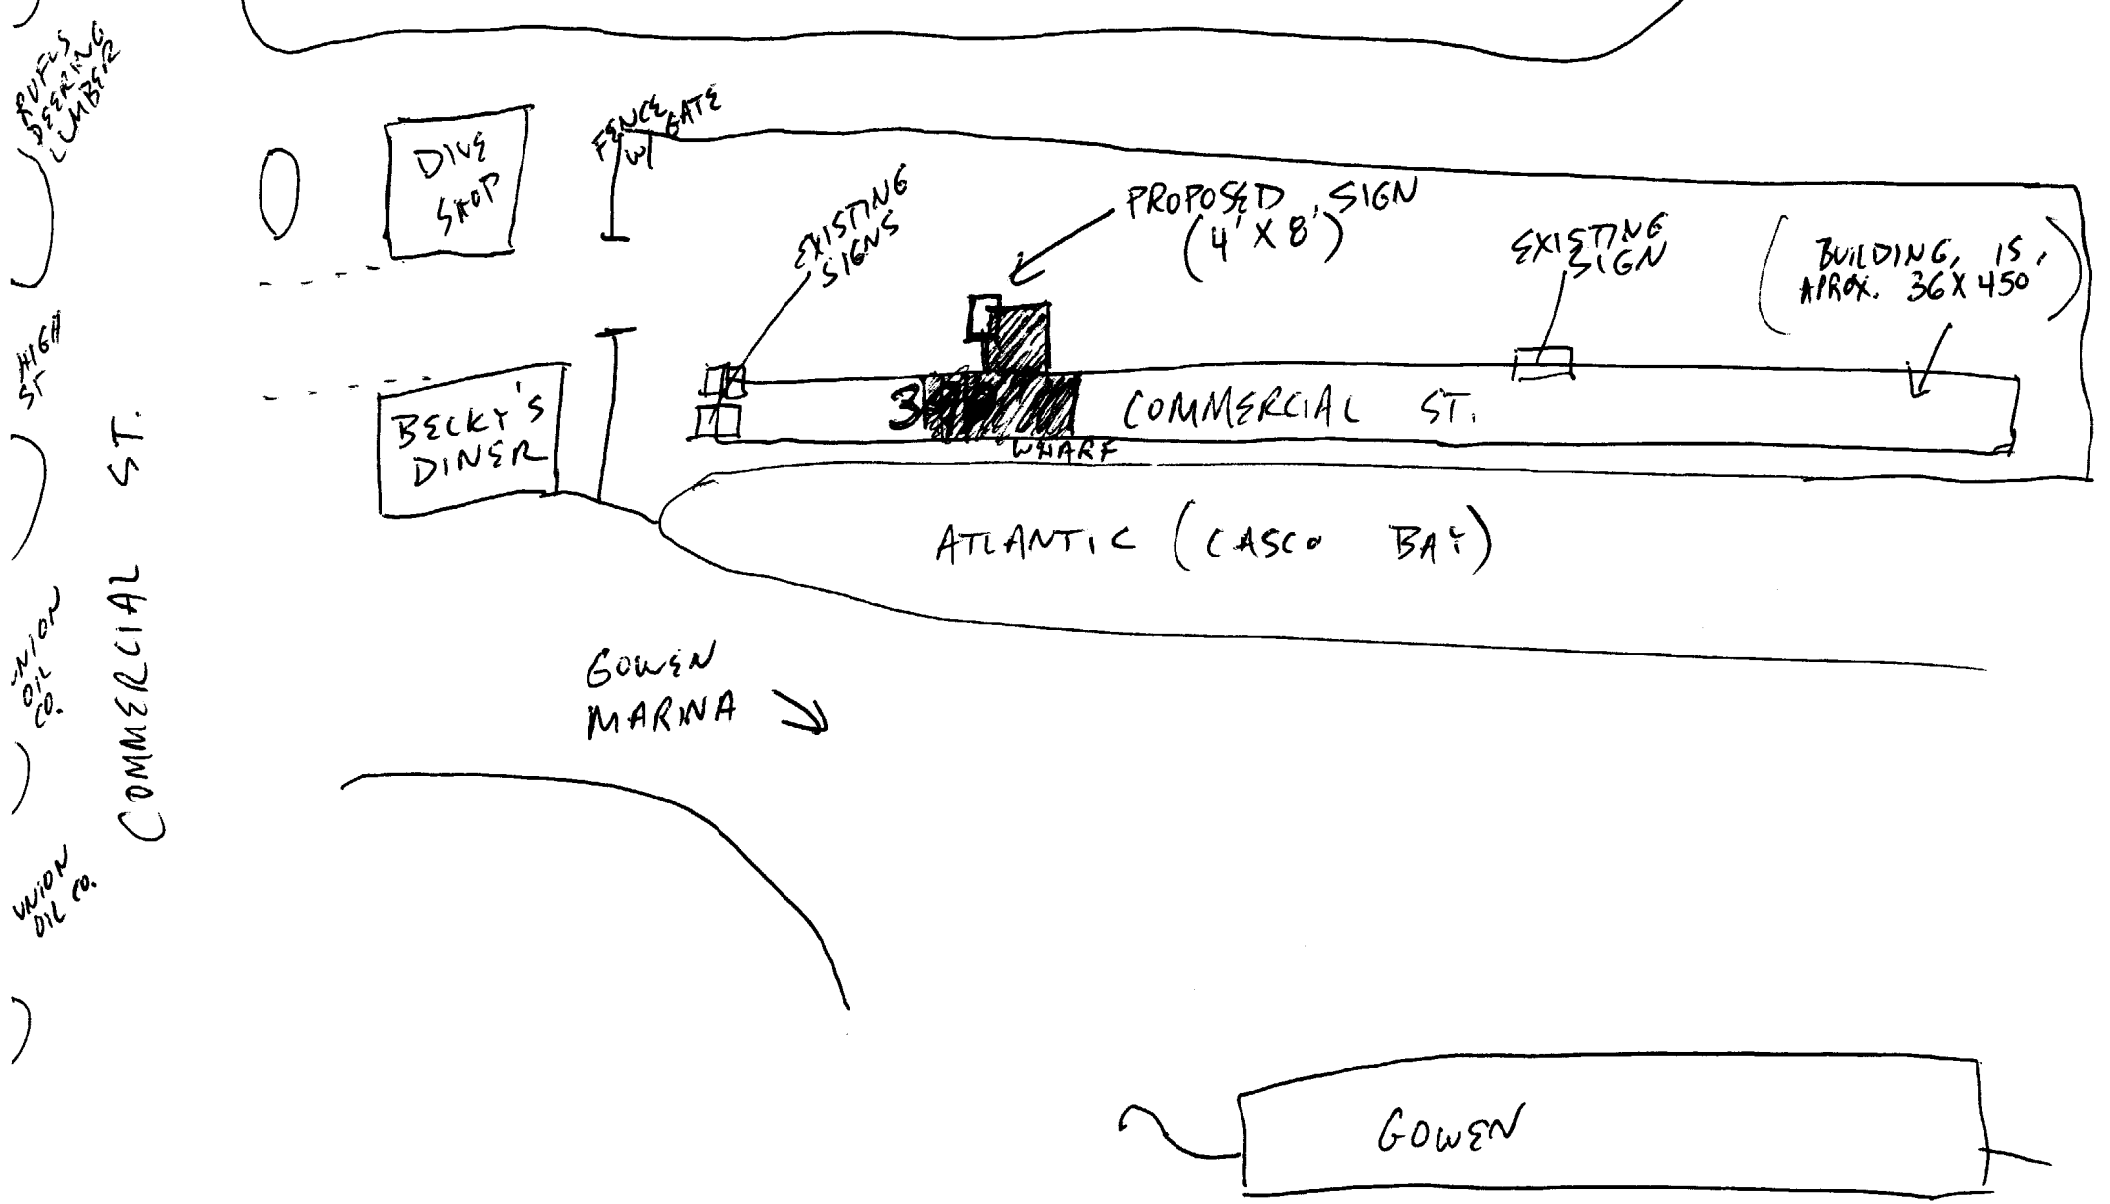 RUFUS
DEERING
LUMBER
DIVE
SHOP
FENCE
W/ GATE
EXISTING
SIGNS
PROPOSED SIGN
(4' X 8')
EXISTING
SIGN
(BUILDING IS
APROX. 36 X 450')
HIGH
ST
COMMERCIAL ST.
BECKY'S
DINER
3
COMMERCIAL ST.
WHARF
ATLANTIC (CASCO BAY)
UNION
OIL
CO.
GOWEN
MARINA
UNION
OIL CO.
GOWEN